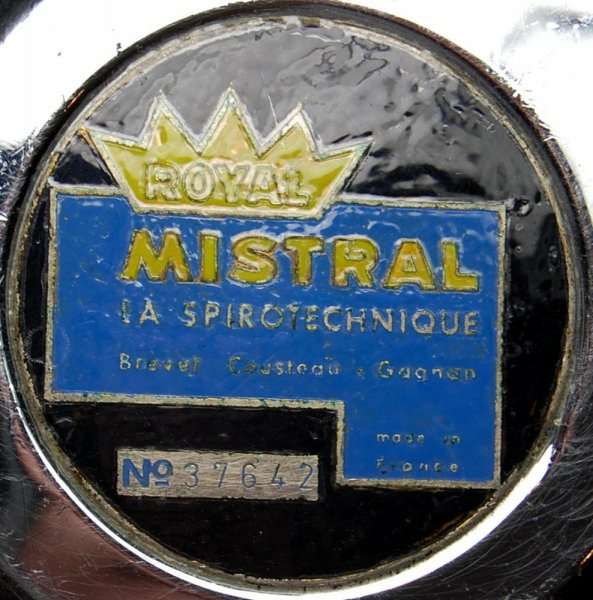 ROYAL
MISTRAL
LA SPIROTECHNIQUE
Brevet Cousteau & Gagnan
made in
France
No 37642